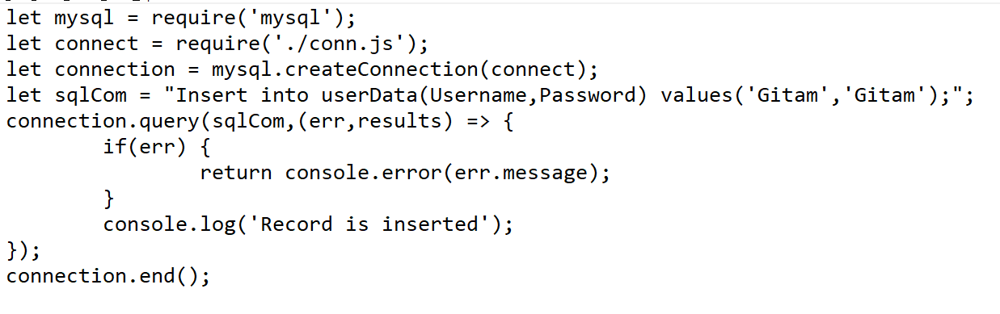 let mysql = require('mysql');
let connect = require('./conn.js');
let connection = mysql.createConnection(connect);
let sqlCom = "Insert into userData(Username,Password) values('Gitam','Gitam');";
connection.query(sqlCom,(err,results) => {
        if(err) {
                return console.error(err.message);
        }
        console.log('Record is inserted');
});
connection.end();